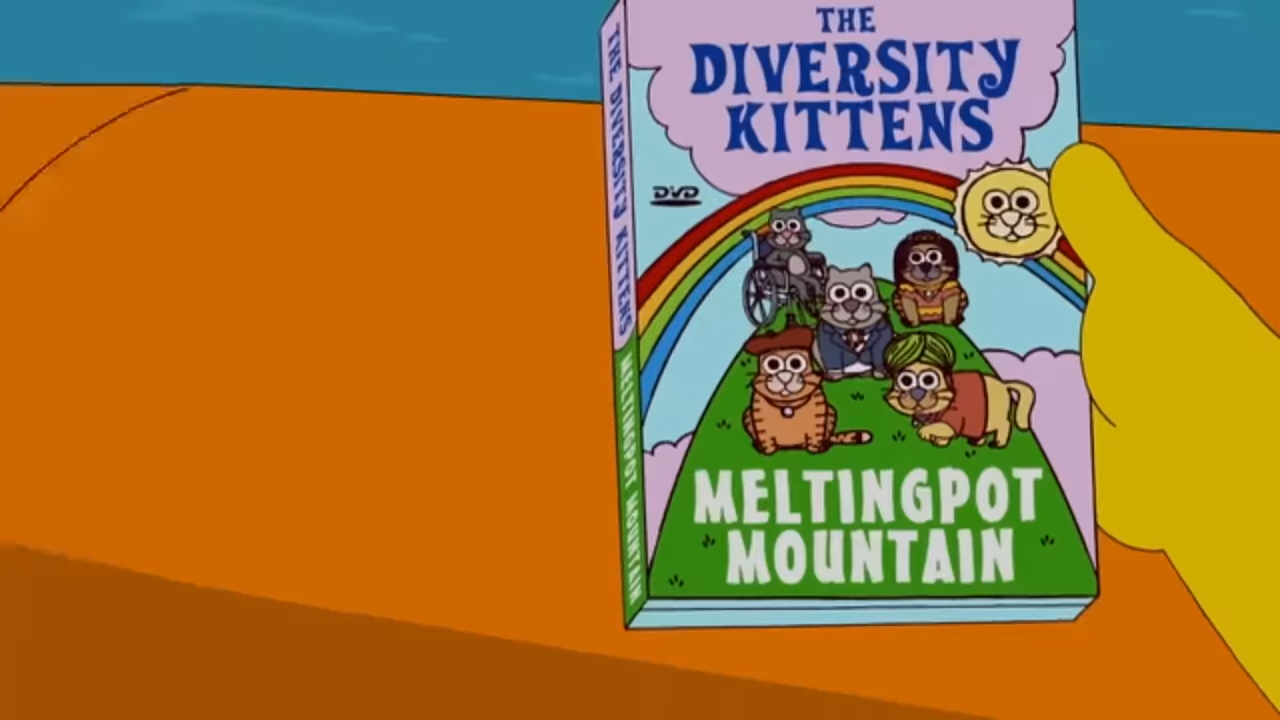 THE
DIVERSITY
KITTENS
DVD
MELTINGPOT
MOUNTAIN
THE DIVERSITY KITTENS
MELTINGPOT MOUNTAIN